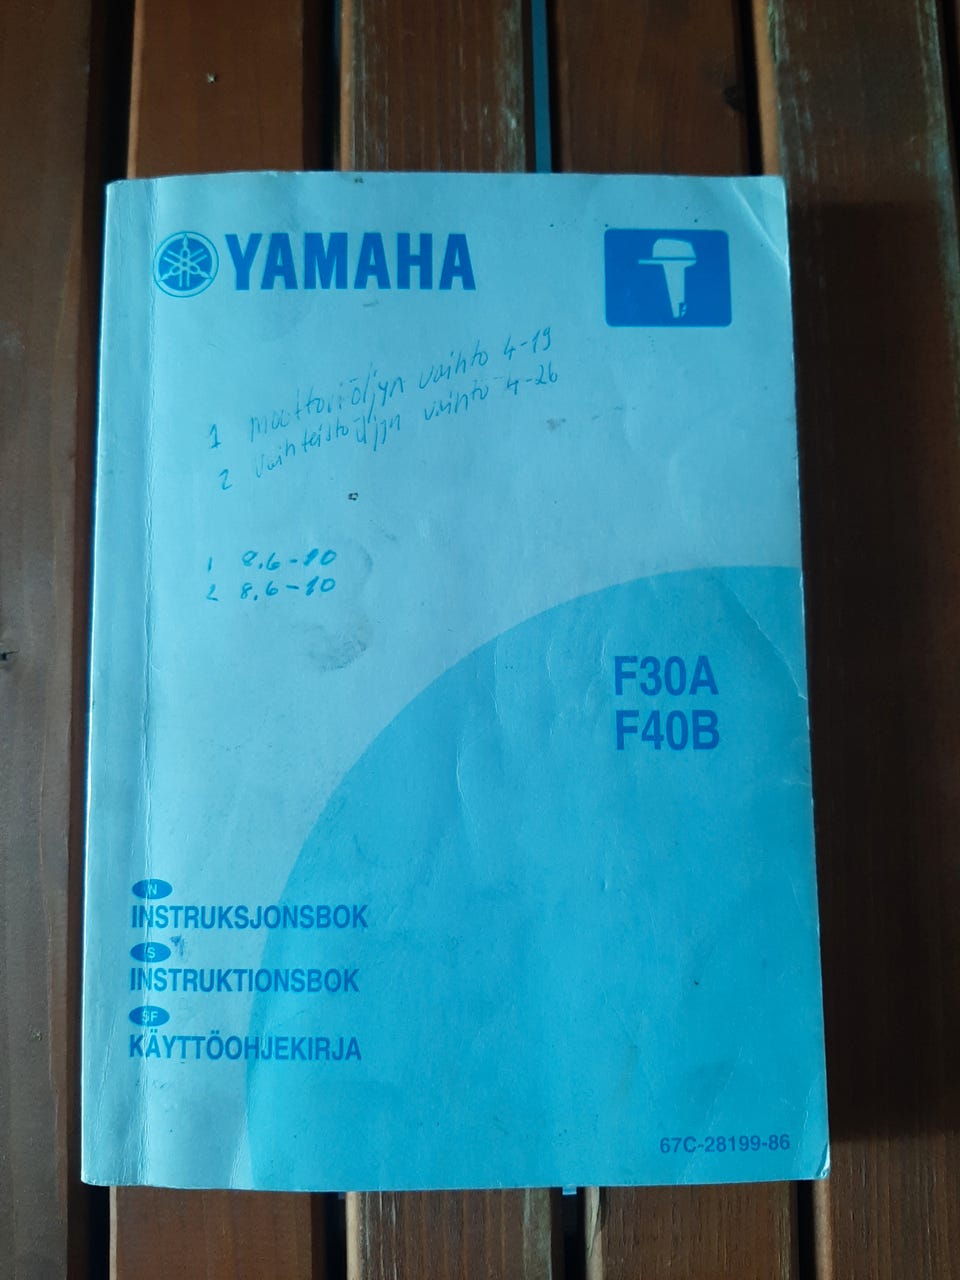 YAMAHA
1 moottoriöljyn vaihto 4-19
2 vaihteistoöljyn vaihto 4-26
1 8.6-10
2 8.6-10
F30A
F40B
N
INSTRUKSJONSBOK
S
INSTRUKTIONSBOK
SF
KÄYTTÖOHJEKIRJA
67C-28199-86